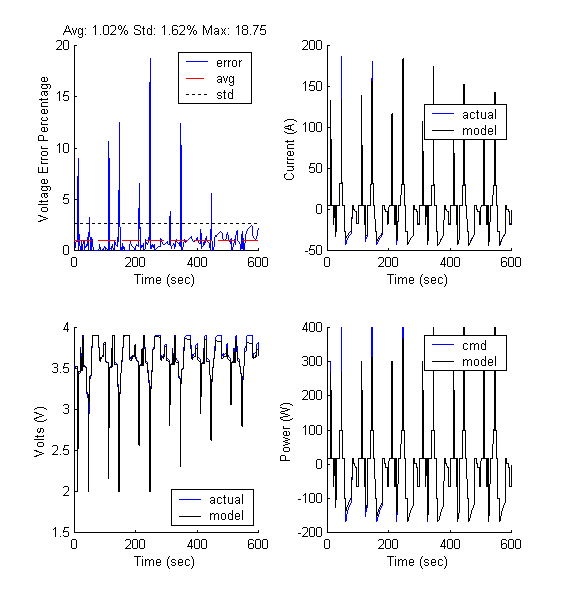 Avg: 1.02% Std: 1.62% Max: 18.75
20
15
10
5
0
Voltage Error Percentage
error
avg
std
0 200 400 600
Time (sec)
200
150
100
50
0
-50
Current (A)
actual
model
0 200 400 600
Time (sec)
4
3.5
3
2.5
2
1.5
Volts (V)
actual
model
0 200 400 600
Time (sec)
400
300
200
100
0
-100
-200
Power (W)
cmd
model
0 200 400 600
Time (sec)